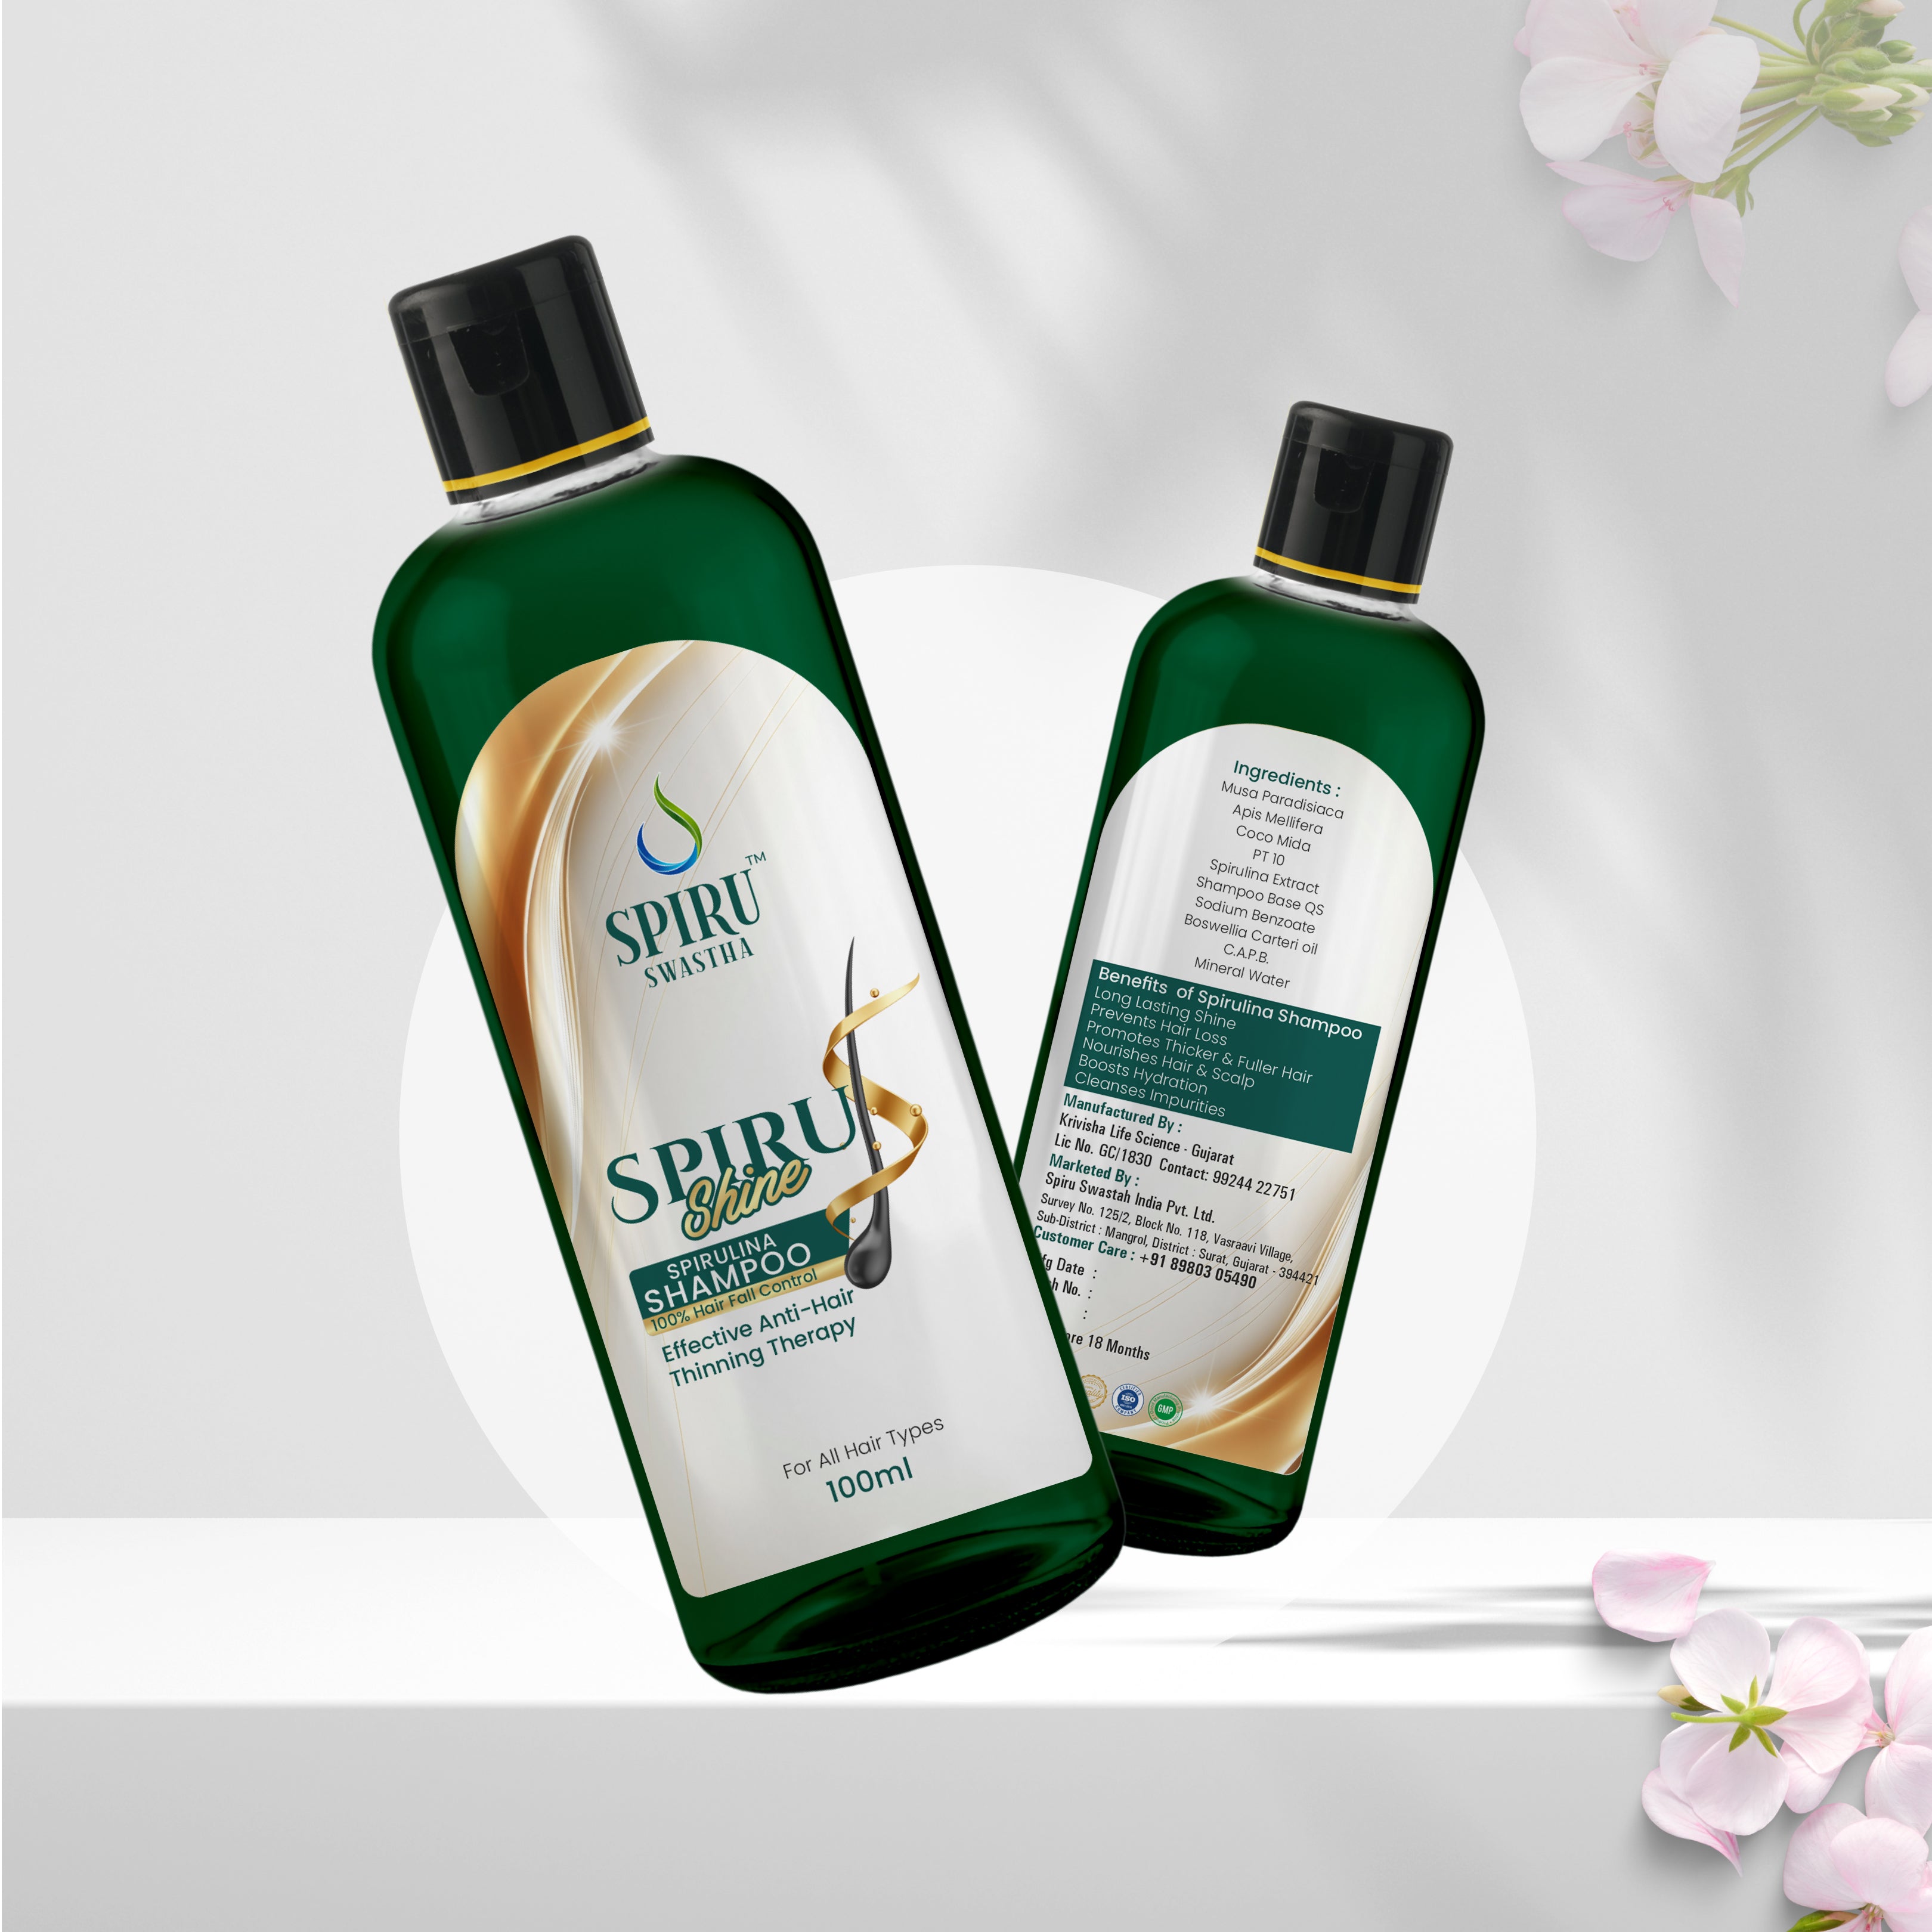 SPIRU™
SWASTHA
SPIRU
Shine
SPIRULINA
SHAMPOO
100% Hair Fall Control
Effective Anti-Hair
Thinning Therapy
For All Hair Types
100ml
Ingredients :
Musa Paradisiaca
Apis Mellifera
Coco Mida
PT 10
Spirulina Extract
Shampoo Base QS
Sodium Benzoate
Boswellia Carteri oil
C.A.P.B.
Mineral Water
Benefits of Spirulina Shampoo
Long Lasting Shine
Prevents Hair Loss
Promotes Thicker & Fuller Hair
Nourishes Hair & Scalp
Boosts Hydration
Cleanses Impurities
Manufactured By :
Krivisha Life Science - Gujarat
Lic No. GC/1830 Contact: 99244 22751
Marketed By :
Spiru Swastah India Pvt. Ltd.
Survey No. 125/2, Block No. 118, Vasraavi Village,
Sub-District : Mangrol, District : Surat, Gujarat - 394421
Customer Care : +91 89803 05490
Date :
No. :
:
18 Months
ISO
GMP